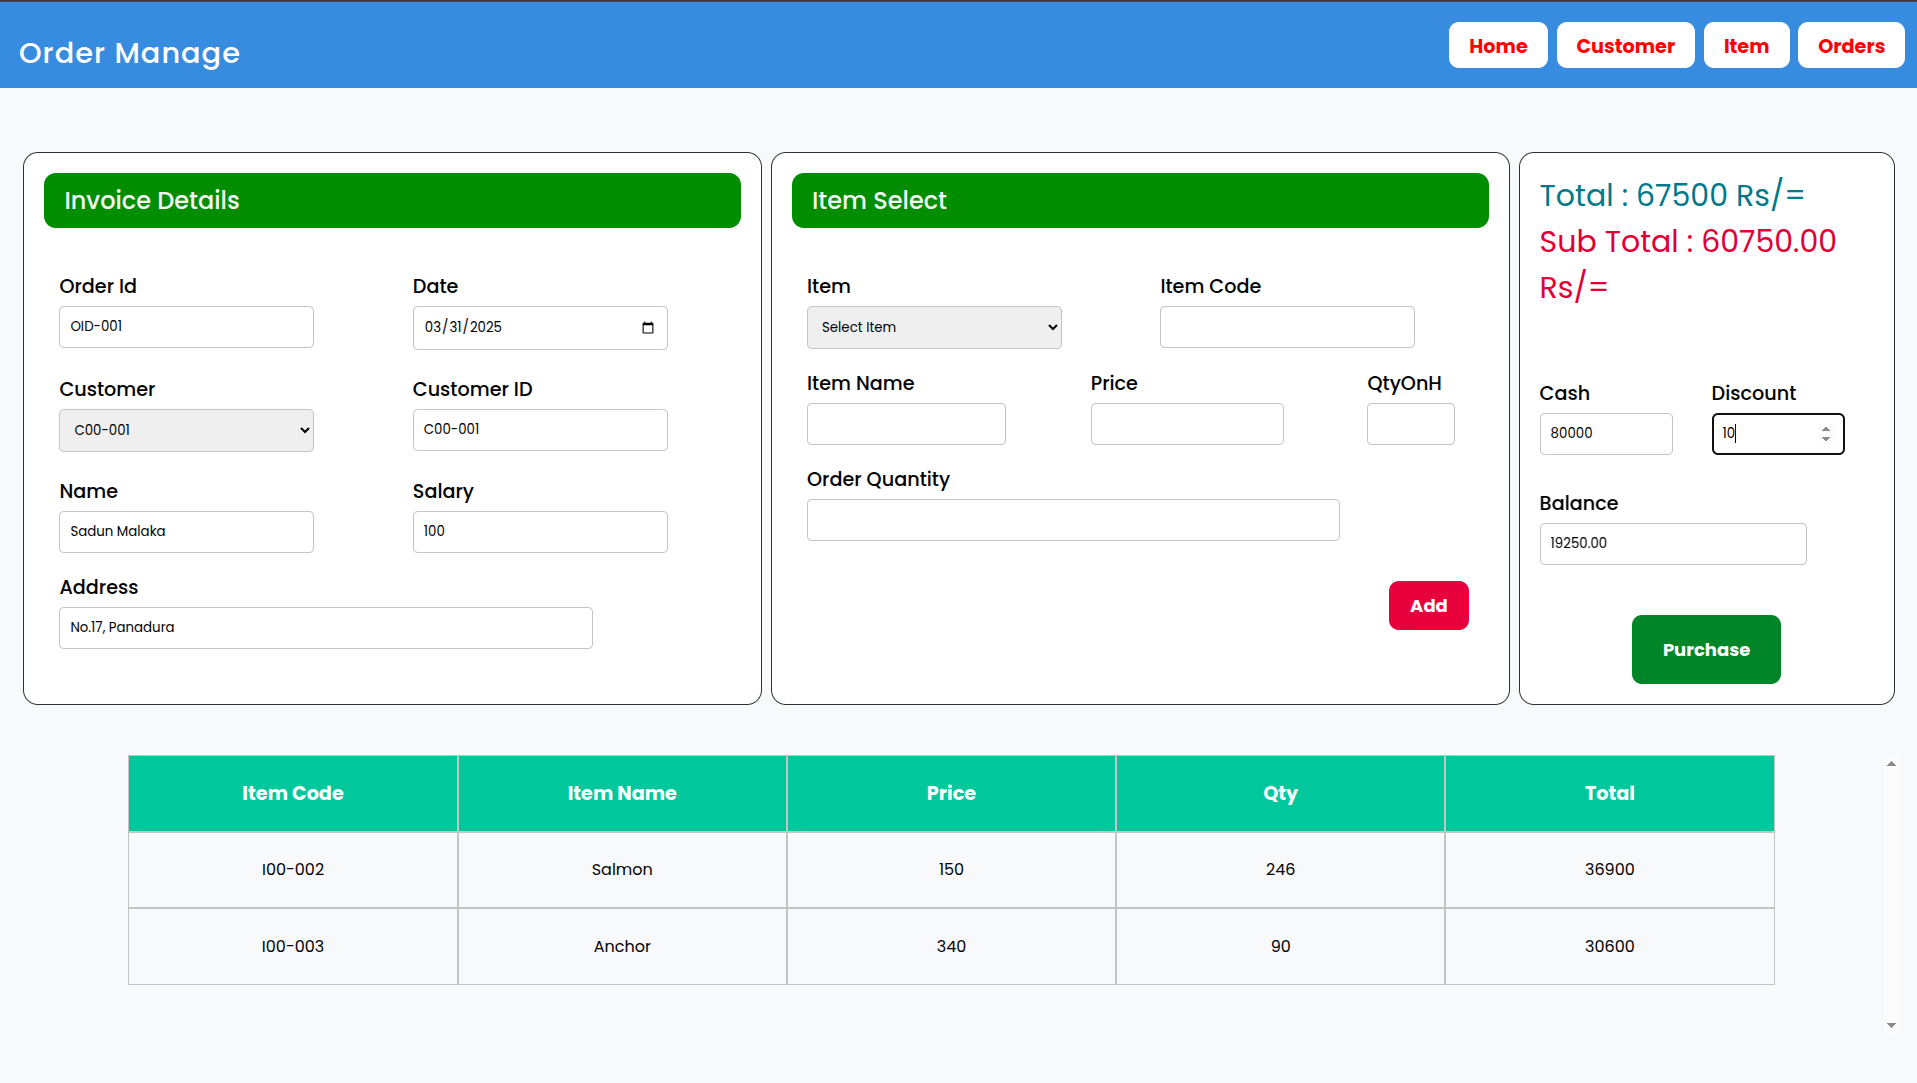 Order Manage
Home Customer Item Orders
Invoice Details
Order Id Date
OID-001 03/31/2025
Customer Customer ID
C00-001 C00-001
Name Salary
Sadun Malaka 100
Address
No.17, Panadura
Item Select
Item Item Code
Select Item
Item Name Price QtyOnH
Order Quantity
Add
Total : 67500 Rs/=
Sub Total : 60750.00
Rs/=
Cash Discount
80000 10
Balance
19250.00
Purchase
Item Code Item Name Price Qty Total
I00-002 Salmon 150 246 36900
I00-003 Anchor 340 90 30600